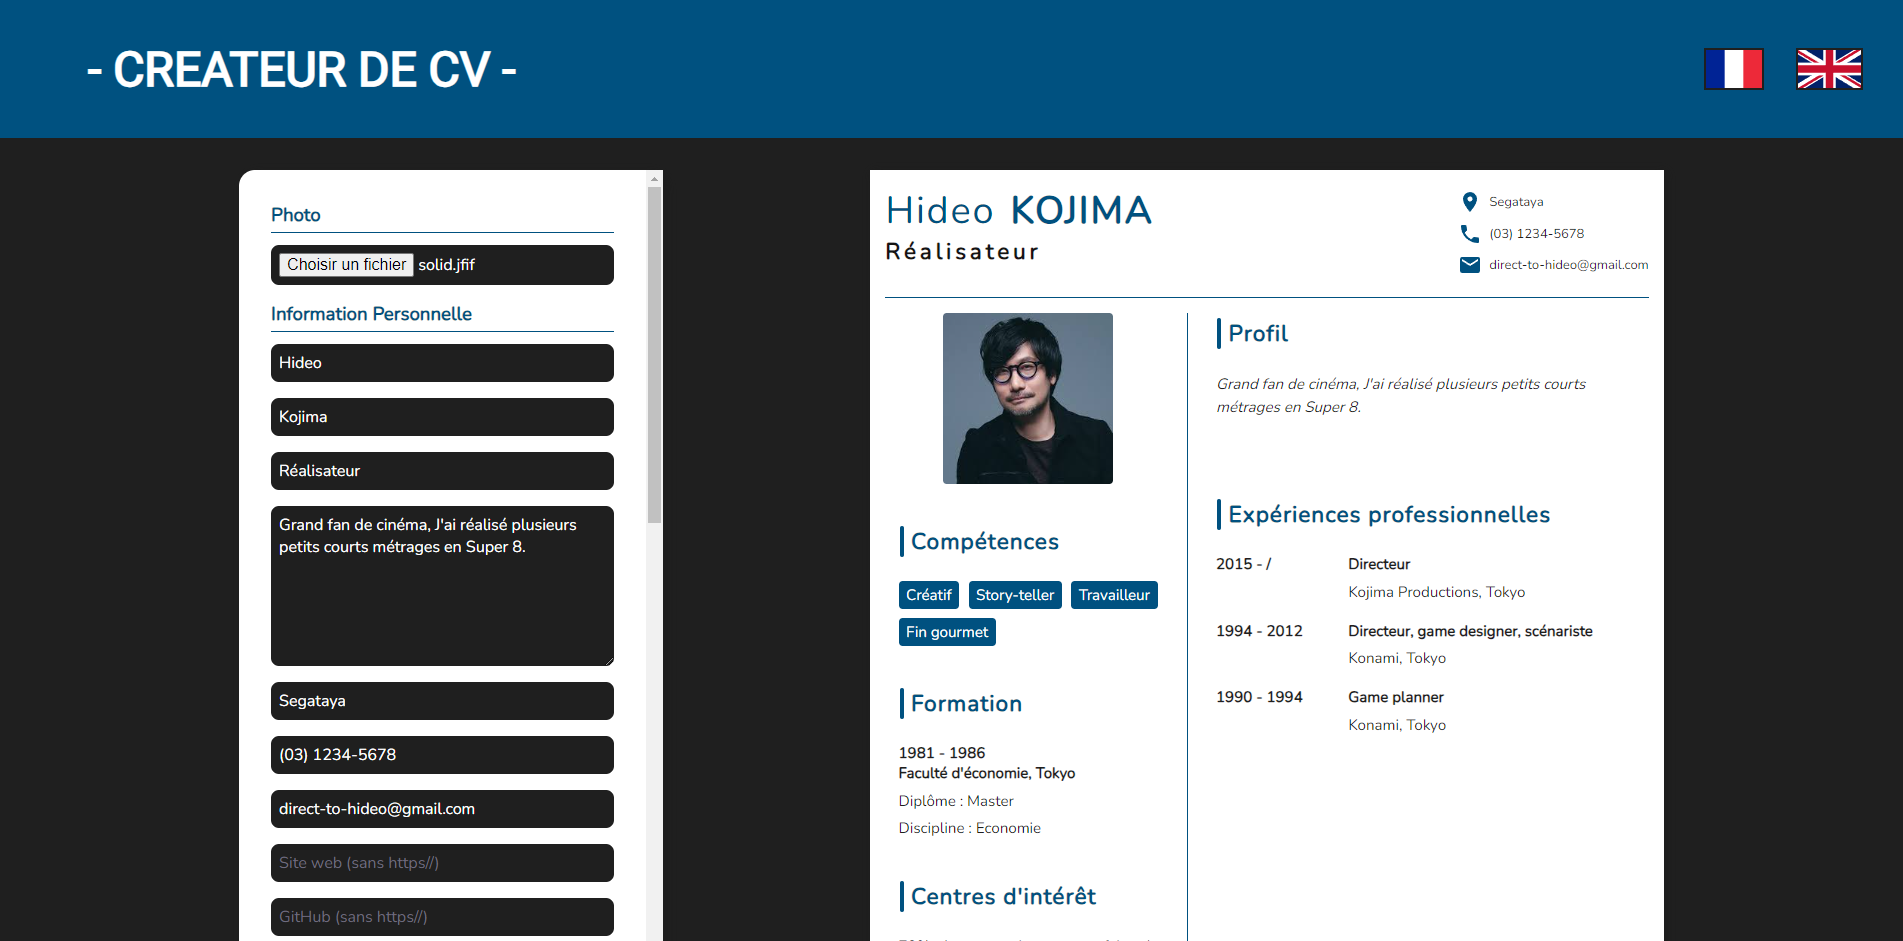 - CREATEUR DE CV -
Photo
Choisir un fichier solid.jfif
Information Personnelle
Hideo
Kojima
Réalisateur
Grand fan de cinéma, J'ai réalisé plusieurs
petits courts métrages en Super 8.
Segataya
(03) 1234-5678
direct-to-hideo@gmail.com
Site web (sans https//)
GitHub (sans https//)
Hideo KOJIMA
Réalisateur
Segataya
(03) 1234-5678
direct-to-hideo@gmail.com
Compétences
Créatif Story-teller Travailleur
Fin gourmet
Formation
1981 - 1986
Faculté d'économie, Tokyo
Diplôme : Master
Discipline : Economie
Centres d'intérêt
Profil
Grand fan de cinéma, J'ai réalisé plusieurs petits courts
métrages en Super 8.
Expériences professionnelles
2015 - / Directeur
Kojima Productions, Tokyo
1994 - 2012 Directeur, game designer, scénariste
Konami, Tokyo
1990 - 1994 Game planner
Konami, Tokyo